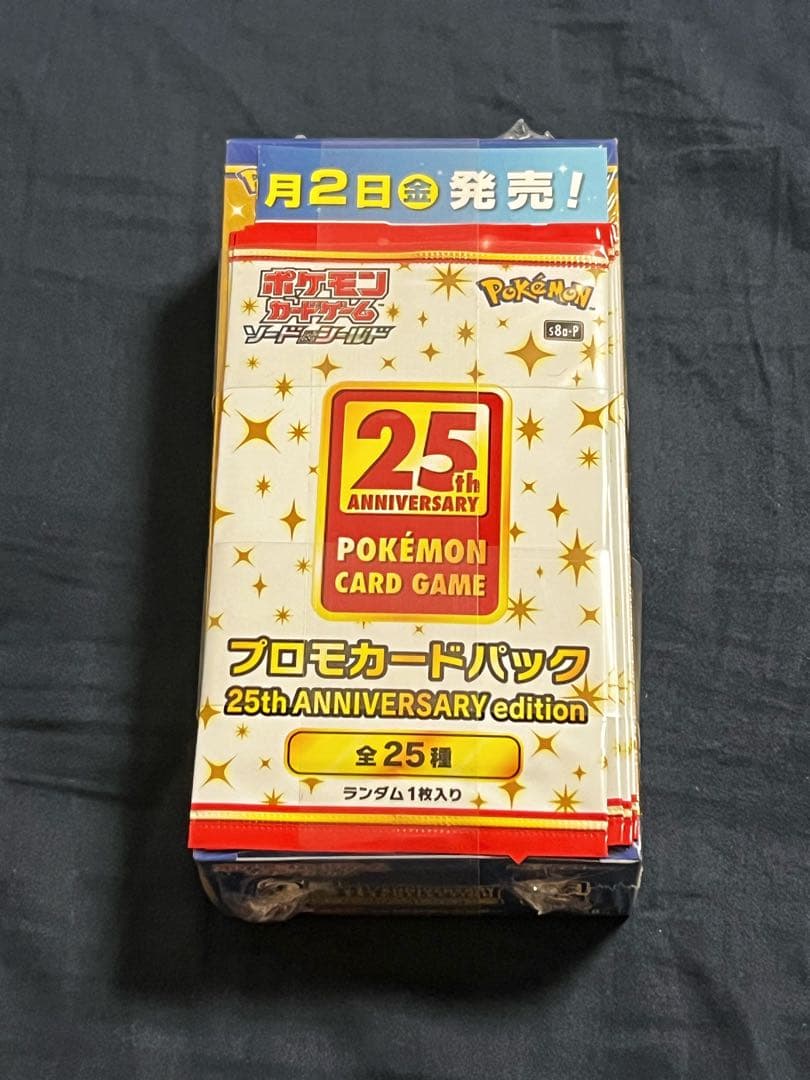 月2日金発売!
ポケモン
カードゲーム
ソード&シールド
POKéMON
s8a-P
25th
ANNIVERSARY
POKÉMON
CARD GAME
プロモカードパック
25th ANNIVERSARY edition
全25種
ランダム1枚入り
ANNIVERSARY